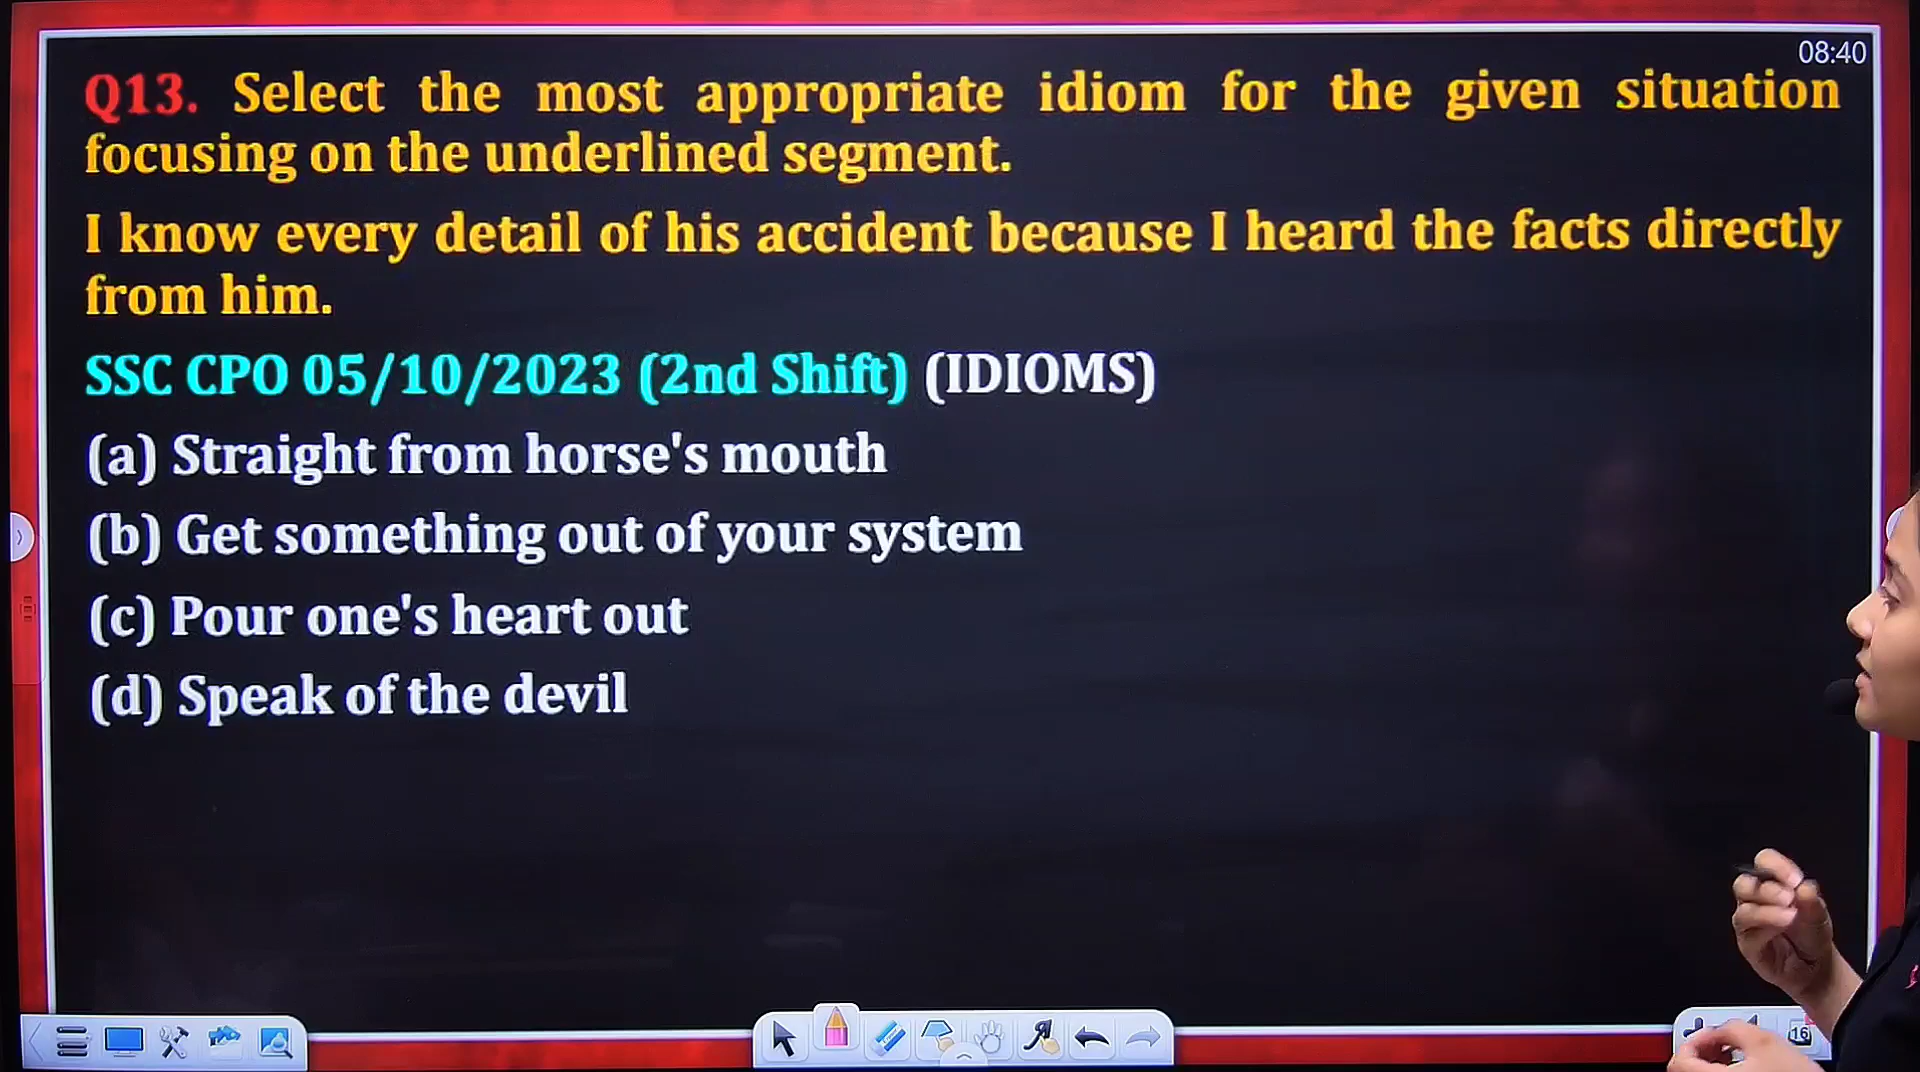 08:40
Q13. Select the most appropriate idiom for the given situation
focusing on the underlined segment.
I know every detail of his accident because I heard the facts directly
from him.
SSC CPO 05/10/2023 (2nd Shift) (IDIOMS)
(a) Straight from horse's mouth
(b) Get something out of your system
(c) Pour one's heart out
(d) Speak of the devil
16